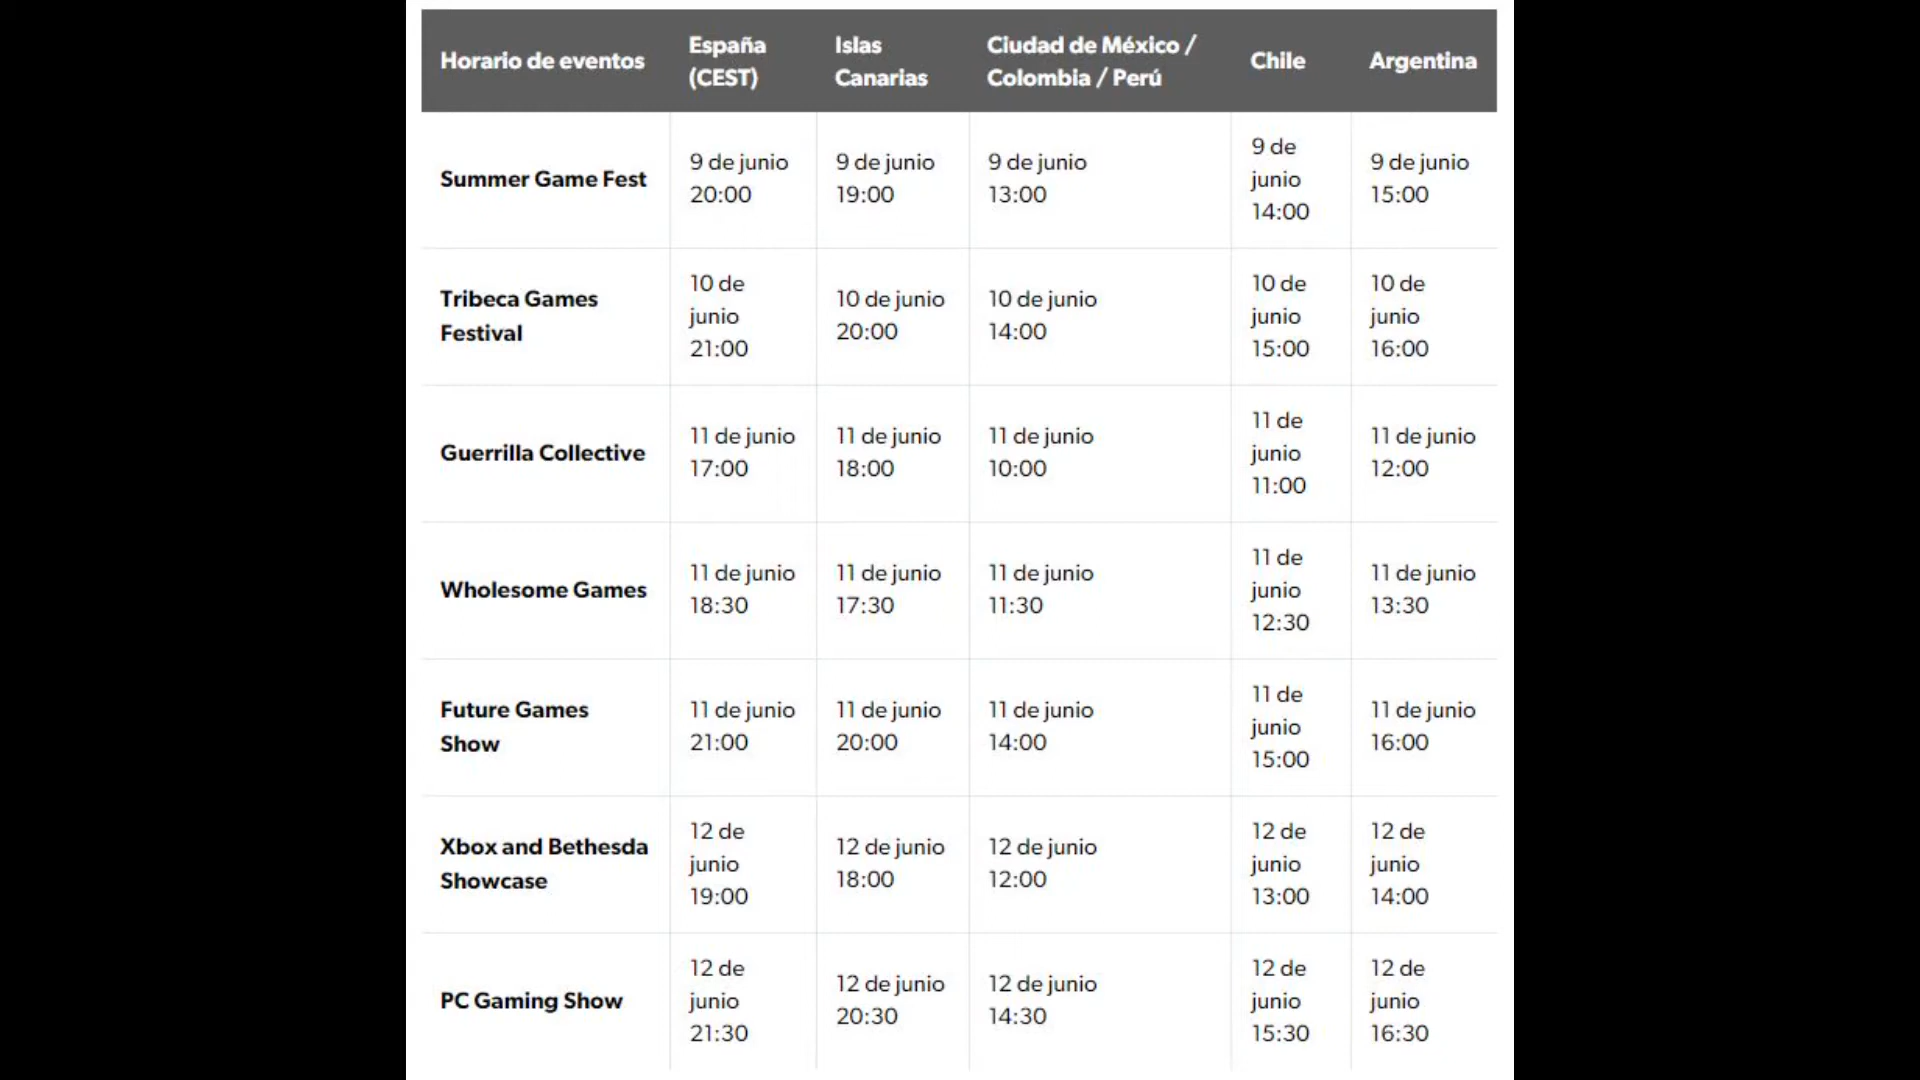 Horario de eventos
España
(CEST)
Islas
Canarias
Ciudad de México /
Colombia / Perú
Chile
Argentina
Summer Game Fest
9 de junio
20:00
9 de junio
19:00
9 de junio
13:00
9 de
junio
14:00
9 de junio
15:00
Tribeca Games
Festival
10 de
junio
21:00
10 de junio
20:00
10 de junio
14:00
10 de
junio
15:00
10 de
junio
16:00
Guerrilla Collective
11 de junio
17:00
11 de junio
18:00
11 de junio
10:00
11 de
junio
11:00
11 de junio
12:00
Wholesome Games
11 de junio
18:30
11 de junio
17:30
11 de junio
11:30
11 de
junio
12:30
11 de junio
13:30
Future Games
Show
11 de junio
21:00
11 de junio
20:00
11 de junio
14:00
11 de
junio
15:00
11 de junio
16:00
Xbox and Bethesda
Showcase
12 de
junio
19:00
12 de junio
18:00
12 de junio
12:00
12 de
junio
13:00
12 de
junio
14:00
PC Gaming Show
12 de
junio
21:30
12 de junio
20:30
12 de junio
14:30
12 de
junio
15:30
12 de
junio
16:30